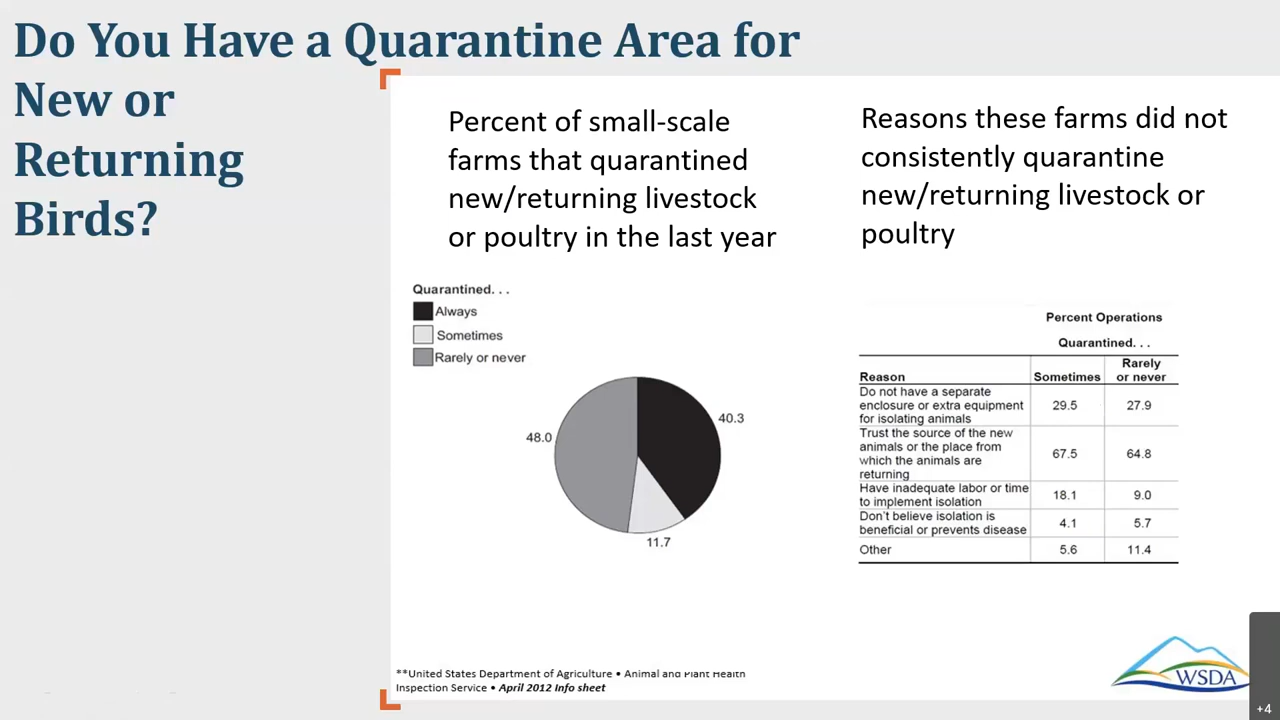 Do You Have a Quarantine Area for
New or
Returning
Birds?
Percent of small-scale
farms that quarantined
new/returning livestock
or poultry in the last year
Reasons these farms did not
consistently quarantine
new/returning livestock or
poultry
Quarantined. . .
Always
Sometimes
Rarely or never
40.3
48.0
11.7
Percent Operations
Quarantined. . .
Reason
Sometimes
Rarely
or never
Do not have a separate
enclosure or extra equipment
for isolating animals
29.5
27.9
Trust the source of the new
animals or the place from
which the animals are
returning
67.5
64.8
Have inadequate labor or time
to implement isolation
18.1
9.0
Don't believe isolation is
beneficial or prevents disease
4.1
5.7
Other
5.6
11.4
**United States Department of Agriculture • Animal and Plant Health
Inspection Service • April 2012 Info sheet
WSDA
+4